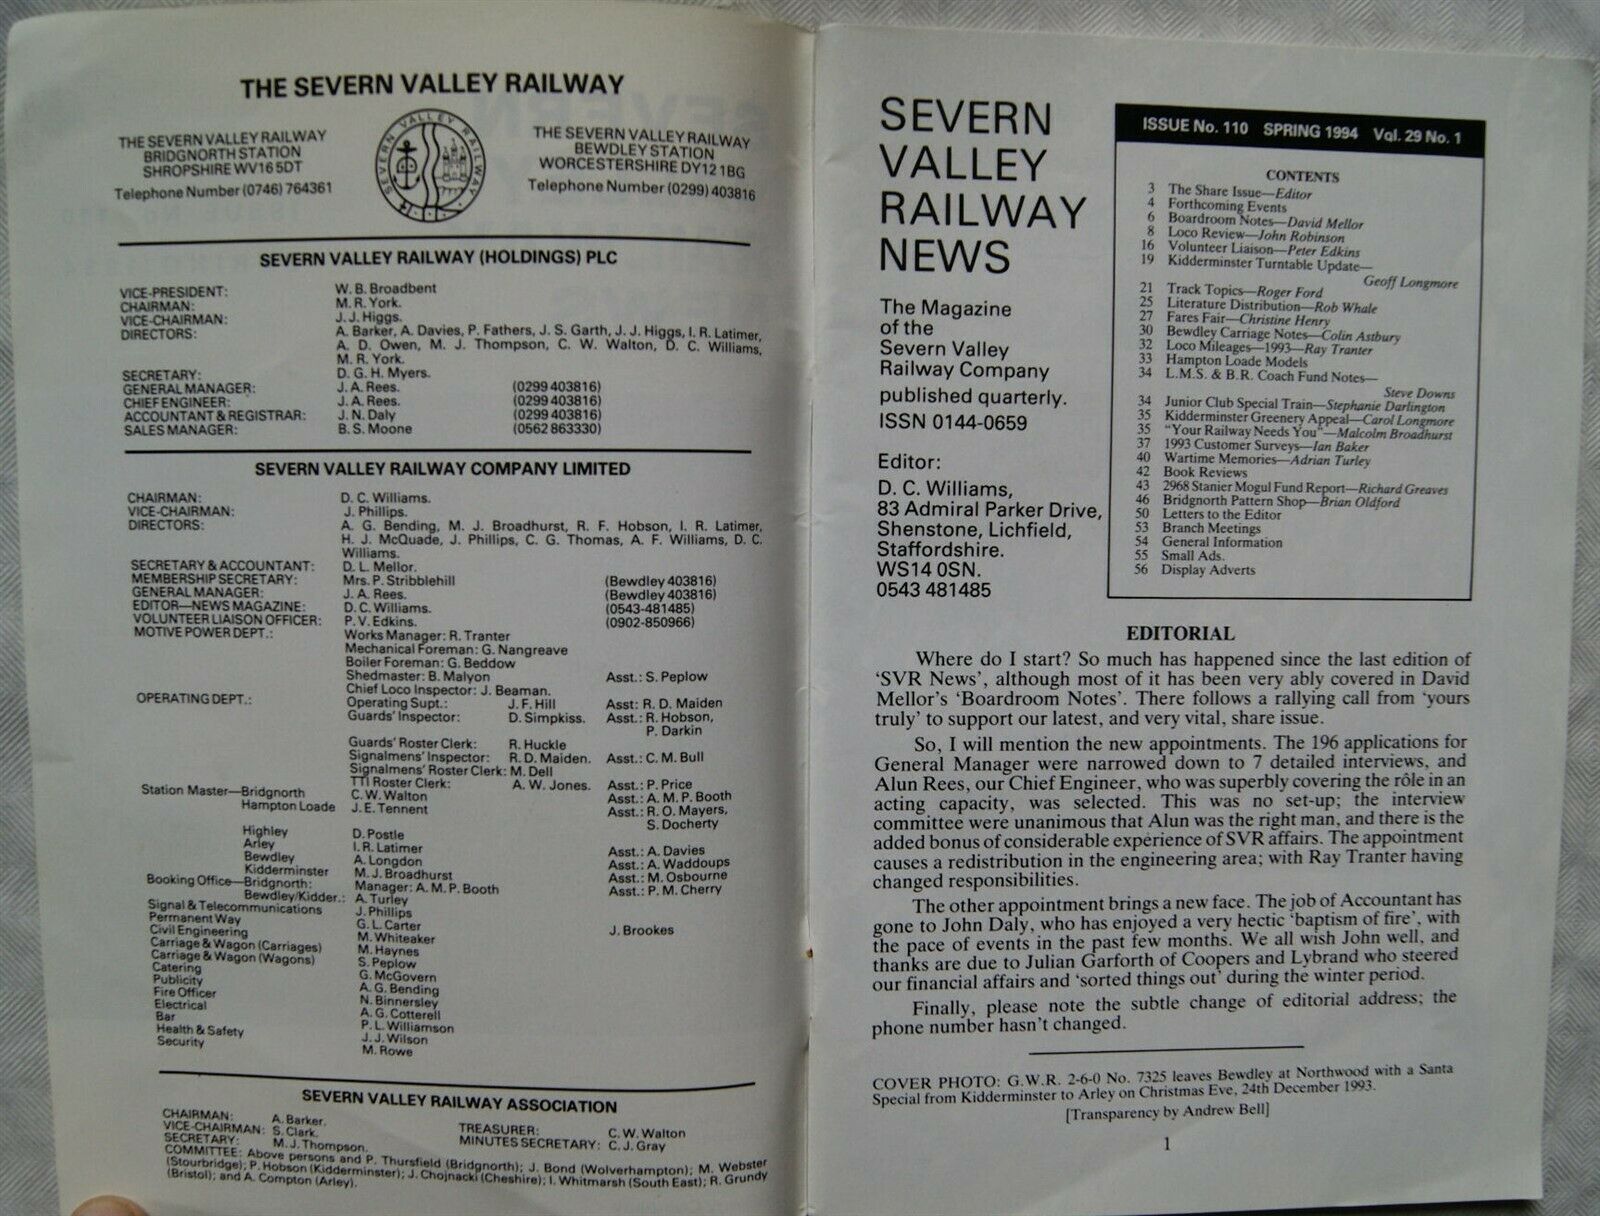 THE SEVERN VALLEY RAILWAY
THE SEVERN VALLEY RAILWAY
BRIDGNORTH STATION
SHROPSHIRE WV16 5DT
Telephone Number (0746) 764361
SEVERN VALLEY RAILWAY
THE SEVERN VALLEY RAILWAY
BEWDLEY STATION
WORCESTERSHIRE DY12 1BG
Telephone Number (0299) 403816
SEVERN VALLEY RAILWAY (HOLDINGS) PLC
VICE-PRESIDENT: W. B. Broadbent
CHAIRMAN: M. R. York.
VICE-CHAIRMAN: J. J. Higgs.
DIRECTORS: A. Barker, A. Davies, P. Fathers, J. S. Garth, J. J. Higgs, I. R. Latimer,
A. D. Owen, M. J. Thompson, C. W. Walton, D. C. Williams,
M. R. York.
SECRETARY: D. G. H. Myers.
GENERAL MANAGER: J. A. Rees. (0299 403816)
CHIEF ENGINEER: J. A. Rees. (0299 403816)
ACCOUNTANT & REGISTRAR: J. N. Daly (0299 403816)
SALES MANAGER: B. S. Moone (0562 863330)
SEVERN VALLEY RAILWAY COMPANY LIMITED
CHAIRMAN: D. C. Williams.
VICE-CHAIRMAN: J. Phillips.
DIRECTORS: A. G. Bending, M. J. Broadhurst, R. F. Hobson, I. R. Latimer,
H. J. McQuade, J. Phillips, C. G. Thomas, A. F. Williams, D. C.
Williams.
SECRETARY & ACCOUNTANT: D. L. Mellor.
MEMBERSHIP SECRETARY: Mrs. P. Stribblehill (Bewdley 403816)
GENERAL MANAGER: J. A. Rees. (Bewdley 403816)
EDITOR—NEWS MAGAZINE: D. C. Williams. (0543-481485)
VOLUNTEER LIAISON OFFICER: P. V. Edkins. (0902-850966)
MOTIVE POWER DEPT.: Works Manager: R. Tranter
Mechanical Foreman: G. Nangreave
Boiler Foreman: G. Beddow
Shedmaster: B. Malyon Asst.: S. Peplow
Chief Loco Inspector: J. Beaman.
OPERATING DEPT.: Operating Supt.: J. F. Hill Asst: R. D. Maiden
Guards' Inspector: D. Simpkiss. Asst.: R. Hobson,
P. Darkin
Guards' Roster Clerk: R. Huckle
Signalmens' Inspector: R. D. Maiden. Asst.: C. M. Bull
Signalmens' Roster Clerk: M. Dell
TTI Roster Clerk: A. W. Jones. Asst.: P. Price
Station Master—Bridgnorth C. W. Walton Asst.: A. M. P. Booth
Hampton Loade J. E. Tennent Asst.: R. O. Mayers,
S. Docherty
Highley D. Postle
Arley I. R. Latimer Asst.: A. Davies
Bewdley A. Longdon Asst.: A. Waddoups
Kidderminster M. J. Broadhurst Asst.: M. Osbourne
Booking Office—Bridgnorth: Manager: A. M. P. Booth Asst.: P. M. Cherry
Bewdley/Kidder.: A. Turley
Signal & Telecommunications J. Phillips
Permanent Way G. L. Carter J. Brookes
Civil Engineering M. Whiteaker
Carriage & Wagon (Carriages) M. Haynes
Carriage & Wagon (Wagons) S. Peplow
Catering G. McGovern
Publicity A. G. Bending
Fire Officer N. Binnersley
Electrical A. G. Cotterell
Bar P. L. Williamson
Health & Safety J. J. Wilson
Security M. Rowe
SEVERN VALLEY RAILWAY ASSOCIATION
CHAIRMAN: A. Barker. TREASURER: C. W. Walton
VICE-CHAIRMAN: S. Clark. MINUTES SECRETARY: C. J. Gray
SECRETARY: M. J. Thompson.
COMMITTEE: Above persons and P. Thursfield (Bridgnorth); J. Bond (Wolverhampton); M. Webster
(Stourbridge); P. Hobson (Kidderminster); J. Chojnacki (Cheshire); I. Whitmarsh (South East); R. Grundy
(Bristol); and A. Compton (Arley).
SEVERN
VALLEY
RAILWAY
NEWS
The Magazine
of the
Severn Valley
Railway Company
published quarterly.
ISSN 0144-0659
Editor:
D. C. Williams,
83 Admiral Parker Drive,
Shenstone, Lichfield,
Staffordshire.
WS14 0SN.
0543 481485
ISSUE No. 110 SPRING 1994 Vol. 29 No. 1
CONTENTS
3 The Share Issue—Editor
4 Forthcoming Events
6 Boardroom Notes—David Mellor
8 Loco Review—John Robinson
16 Volunteer Liaison—Peter Edkins
19 Kidderminster Turntable Update—
Geoff Longmore
21 Track Topics—Roger Ford
25 Literature Distribution—Rob Whale
27 Fares Fair—Christine Henry
30 Bewdley Carriage Notes—Colin Astbury
32 Loco Mileages—1993—Ray Tranter
33 Hampton Loade Models
34 L.M.S. & B.R. Coach Fund Notes—
Steve Downs
34 Junior Club Special Train—Stephanie Darlington
35 Kidderminster Greenery Appeal—Carol Longmore
35 "Your Railway Needs You"—Malcolm Broadhurst
37 1993 Customer Surveys—Ian Baker
40 Wartime Memories—Adrian Turley
42 Book Reviews
43 2968 Stanier Mogul Fund Report—Richard Greaves
46 Bridgnorth Pattern Shop—Brian Oldford
50 Letters to the Editor
53 Branch Meetings
54 General Information
55 Small Ads.
56 Display Adverts
EDITORIAL
Where do I start? So much has happened since the last edition of
'SVR News', although most of it has been very ably covered in David
Mellor's 'Boardroom Notes'. There follows a rallying call from 'yours
truly' to support our latest, and very vital, share issue.
So, I will mention the new appointments. The 196 applications for
General Manager were narrowed down to 7 detailed interviews, and
Alun Rees, our Chief Engineer, who was superbly covering the rôle in an
acting capacity, was selected. This was no set-up; the interview
committee were unanimous that Alun was the right man, and there is the
added bonus of considerable experience of SVR affairs. The appointment
causes a redistribution in the engineering area; with Ray Tranter having
changed responsibilities.
The other appointment brings a new face. The job of Accountant has
gone to John Daly, who has enjoyed a very hectic 'baptism of fire', with
the pace of events in the past few months. We all wish John well, and
thanks are due to Julian Garforth of Coopers and Lybrand who steered
our financial affairs and 'sorted things out' during the winter period.
Finally, please note the subtle change of editorial address; the
phone number hasn't changed.
COVER PHOTO: G.W.R. 2-6-0 No. 7325 leaves Bewdley at Northwood with a Santa
Special from Kidderminster to Arley on Christmas Eve, 24th December 1993.
[Transparency by Andrew Bell]
1